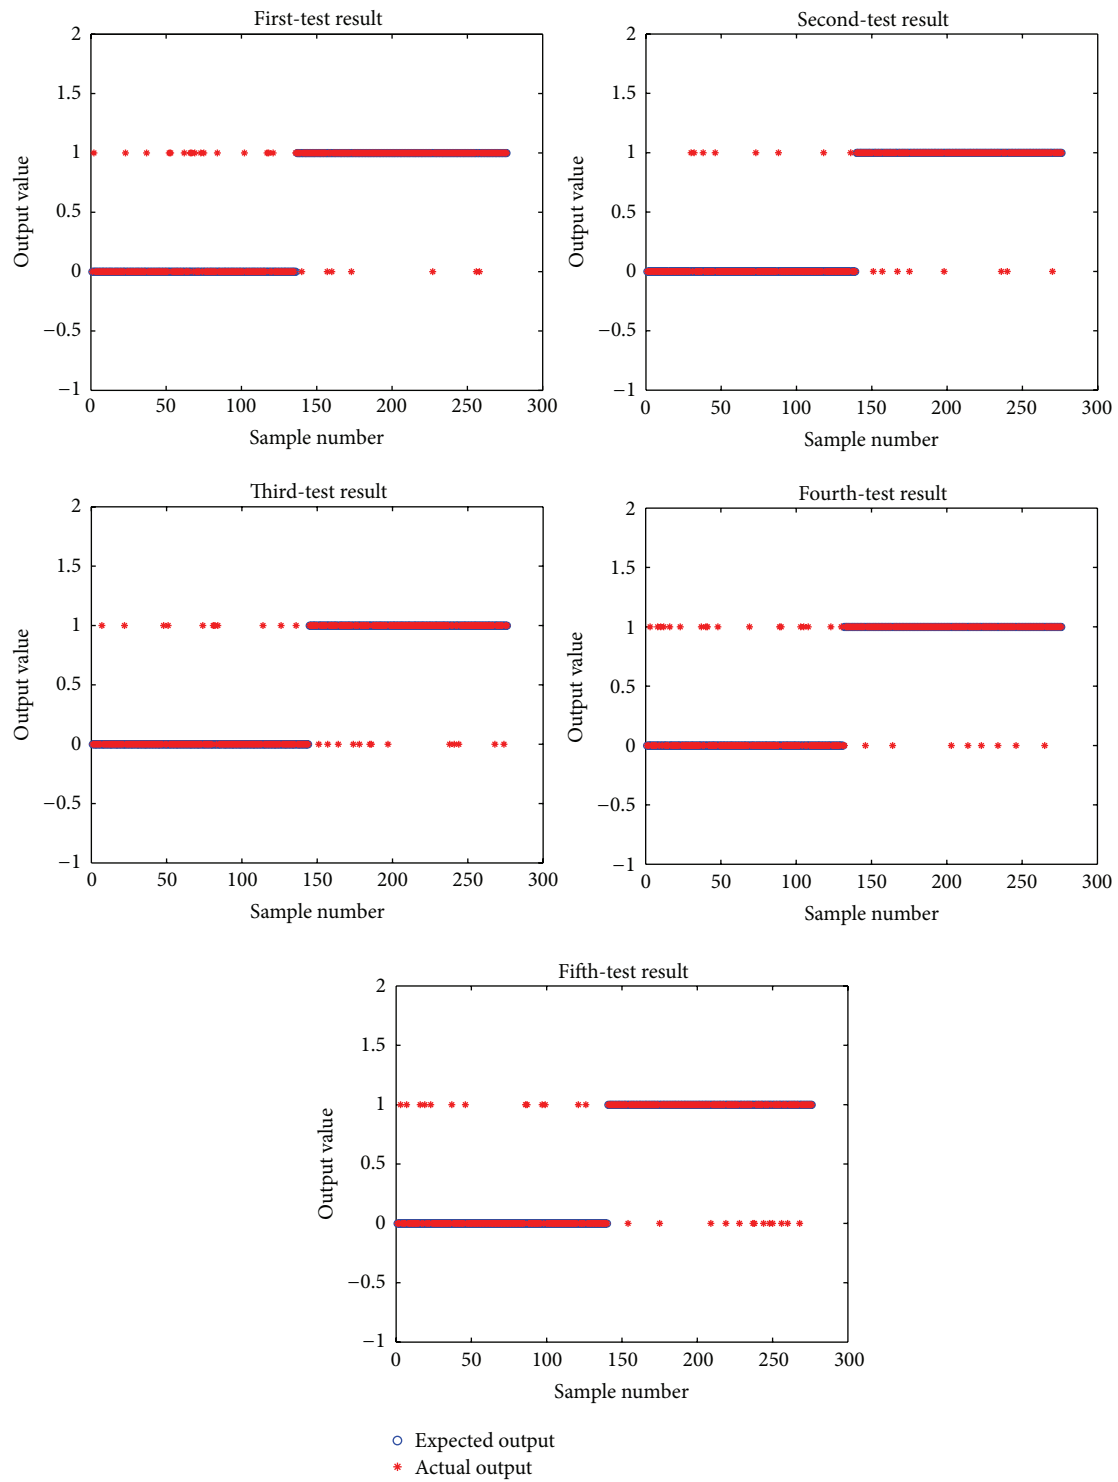 First-test result
2
1.5
1
0.5
0
−0.5
−1
0 50 100 150 200 250 300
Output value
Sample number
Second-test result
2
1.5
1
0.5
0
−0.5
−1
0 50 100 150 200 250 300
Output value
Sample number
Third-test result
2
1.5
1
0.5
0
−0.5
−1
0 50 100 150 200 250 300
Output value
Sample number
Fourth-test result
2
1.5
1
0.5
0
−0.5
−1
0 50 100 150 200 250 300
Output value
Sample number
Fifth-test result
2
1.5
1
0.5
0
−0.5
−1
0 50 100 150 200 250 300
Output value
Sample number
Expected output
Actual output